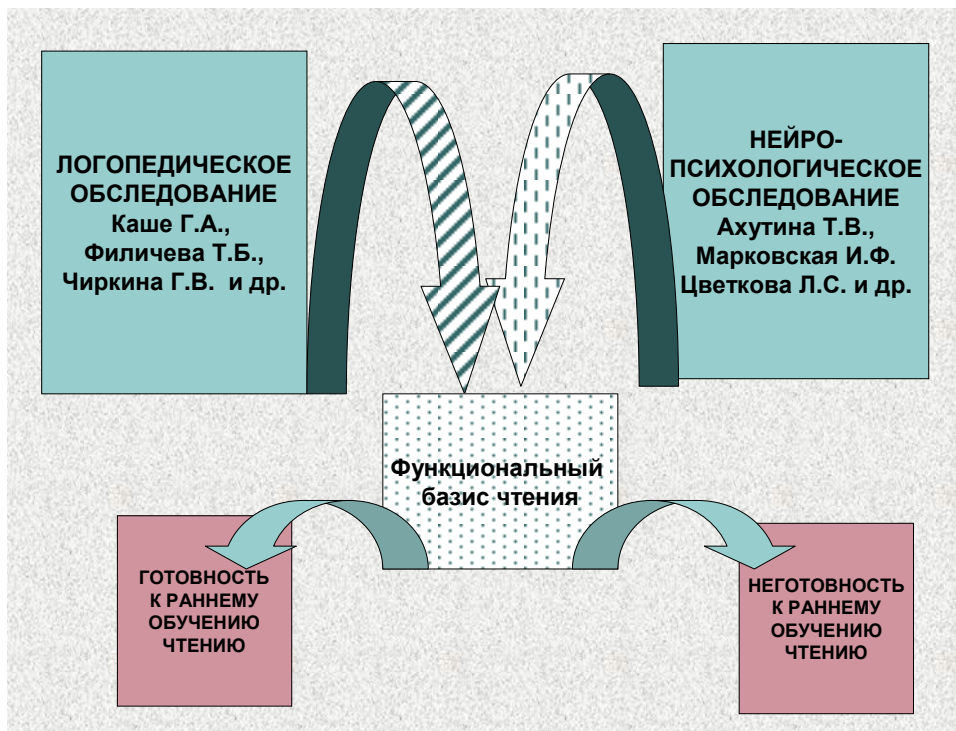 ЛОГОПЕДИЧЕСКОЕ
ОБСЛЕДОВАНИЕ
Каше Г.А.,
Филичева Т.Б.,
Чиркина Г.В. и др.
НЕЙРО-
ПСИХОЛОГИЧЕСКОЕ
ОБСЛЕДОВАНИЕ
Ахутина Т.В.,
Марковская И.Ф.
Цветкова Л.С. и др.
Функциональный
базис чтения
ГОТОВНОСТЬ
К РАННЕМУ
ОБУЧЕНИЮ
ЧТЕНИЮ
НЕГОТОВНОСТЬ
К РАННЕМУ
ОБУЧЕНИЮ
ЧТЕНИЮ